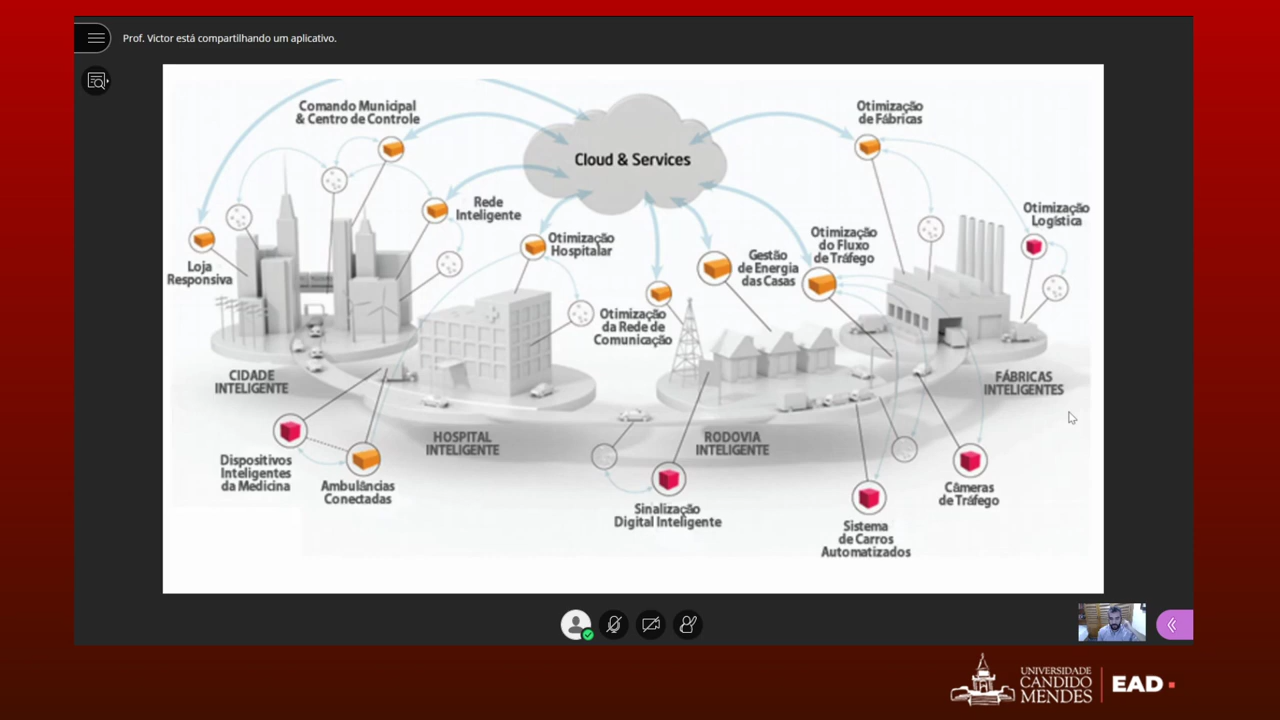 Prof. Victor está compartilhando um aplicativo.
Comando Municipal
& Centro de Controle
Otimização
de Fábricas
Cloud & Services
Rede
Inteligente
Otimização
Logística
Otimização
Hospitalar
Otimização
do Fluxo
de Tráfego
Loja
Responsiva
Gestão
de Energia
das Casas
Otimização
da Rede de
Comunicação
CIDADE
INTELIGENTE
FÁBRICAS
INTELIGENTES
HOSPITAL
INTELIGENTE
RODOVIA
INTELIGENTE
Dispositivos
Inteligentes
da Medicina
Ambulâncias
Conectadas
Sinalização
Digital Inteligente
Câmeras
de Tráfego
Sistema
de Carros
Automatizados
UNIVERSIDADE
CANDIDO
MENDES
EAD